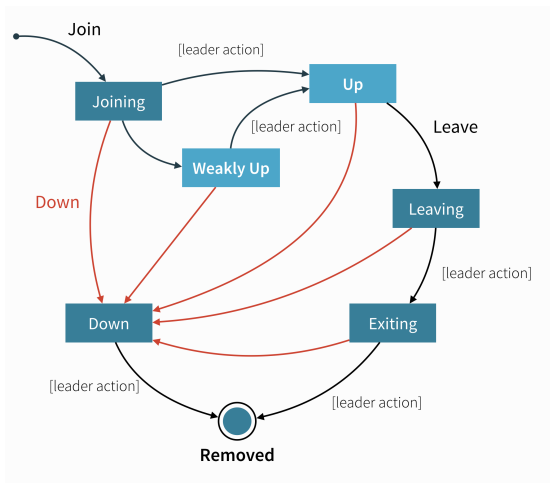 Join
[leader action]
Up
Joining
[leader action]
Leave
Weakly Up
Down
Leaving
[leader action]
Down
Exiting
[leader action]
[leader action]
Removed